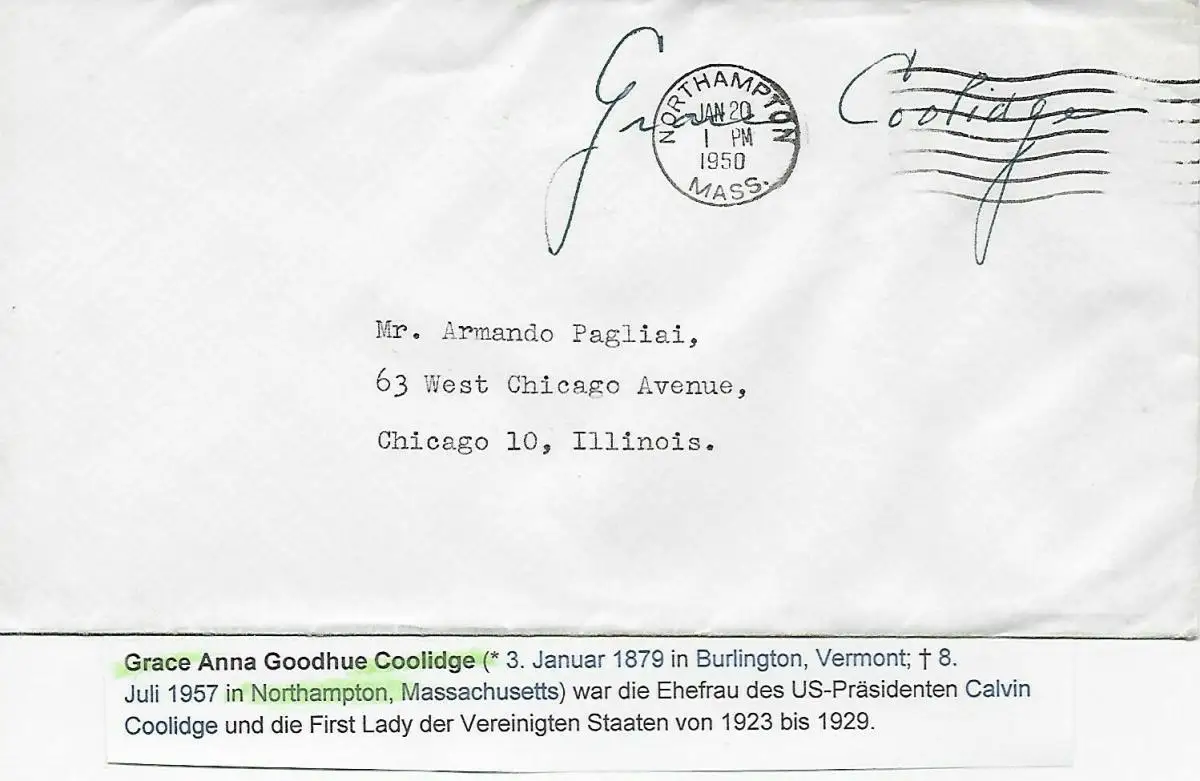 Grace Coolidge
NORTHAMPTON
JAN 20
1 PM
1950
MASS.
Mr. Armando Pagliai,
63 West Chicago Avenue,
Chicago 10, Illinois.
Grace Anna Goodhue Coolidge (* 3. Januar 1879 in Burlington, Vermont; † 8.
Juli 1957 in Northampton, Massachusetts) war die Ehefrau des US-Präsidenten Calvin
Coolidge und die First Lady der Vereinigten Staaten von 1923 bis 1929.